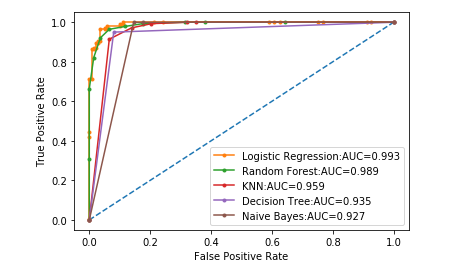 1.0
0.8
0.6
0.4
0.2
0.0
True Positive Rate
Logistic Regression:AUC=0.993
Random Forest:AUC=0.989
KNN:AUC=0.959
Decision Tree:AUC=0.935
Naive Bayes:AUC=0.927
0.0 0.2 0.4 0.6 0.8 1.0
False Positive Rate